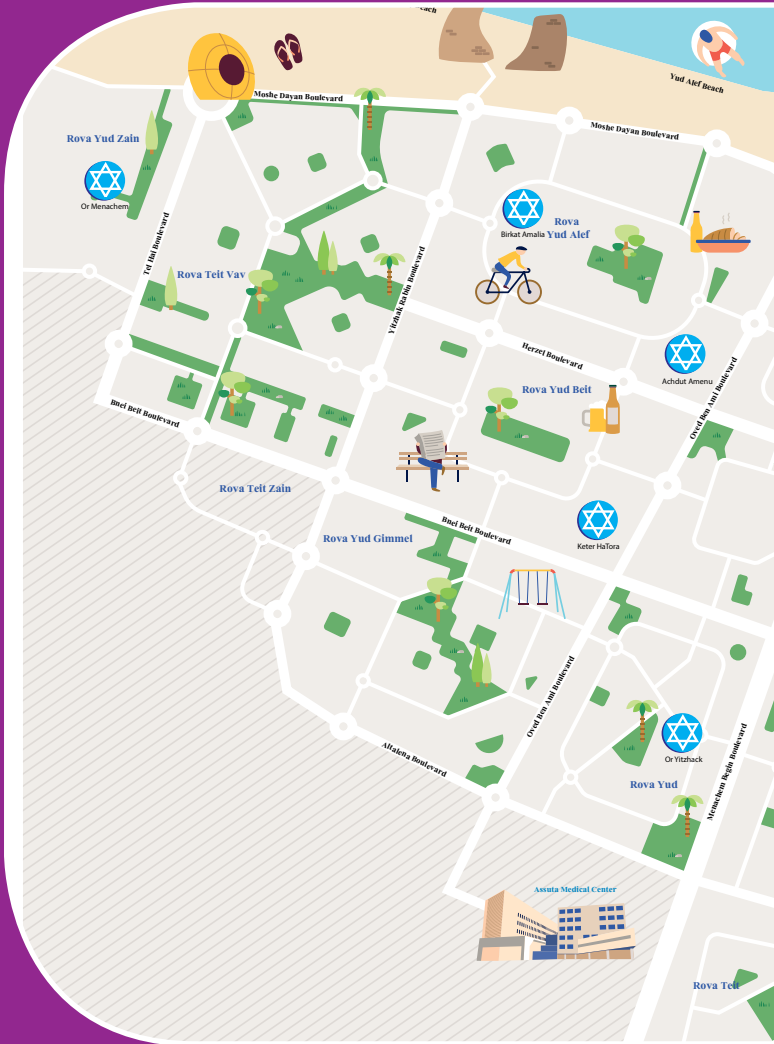 each
Yud Alef Beach
Moshe Dayan Boulevard
Moshe Dayan Boulevard
Rova Yud Zain
Or Menachem
Tel Hai Boulevard
Rova
Yud Alef
Birkat Amalia
Rova Teit Vav
Yitzhak Rabin Boulevard
Herzel Boulevard
Achdut Amenu
Oved Ben Ami Boulevard
Rova Yud Beit
Bnei Beit Boulevard
Rova Teit Zain
Bnei Beit Boulevard
Keter HaTora
Rova Yud Gimmel
Oved Ben Ami Boulevard
Altalena Boulevard
Or Yitzhack
Rova Yud
Menachem Begin Boulevard
Assuta Medical Center
Rova Teit